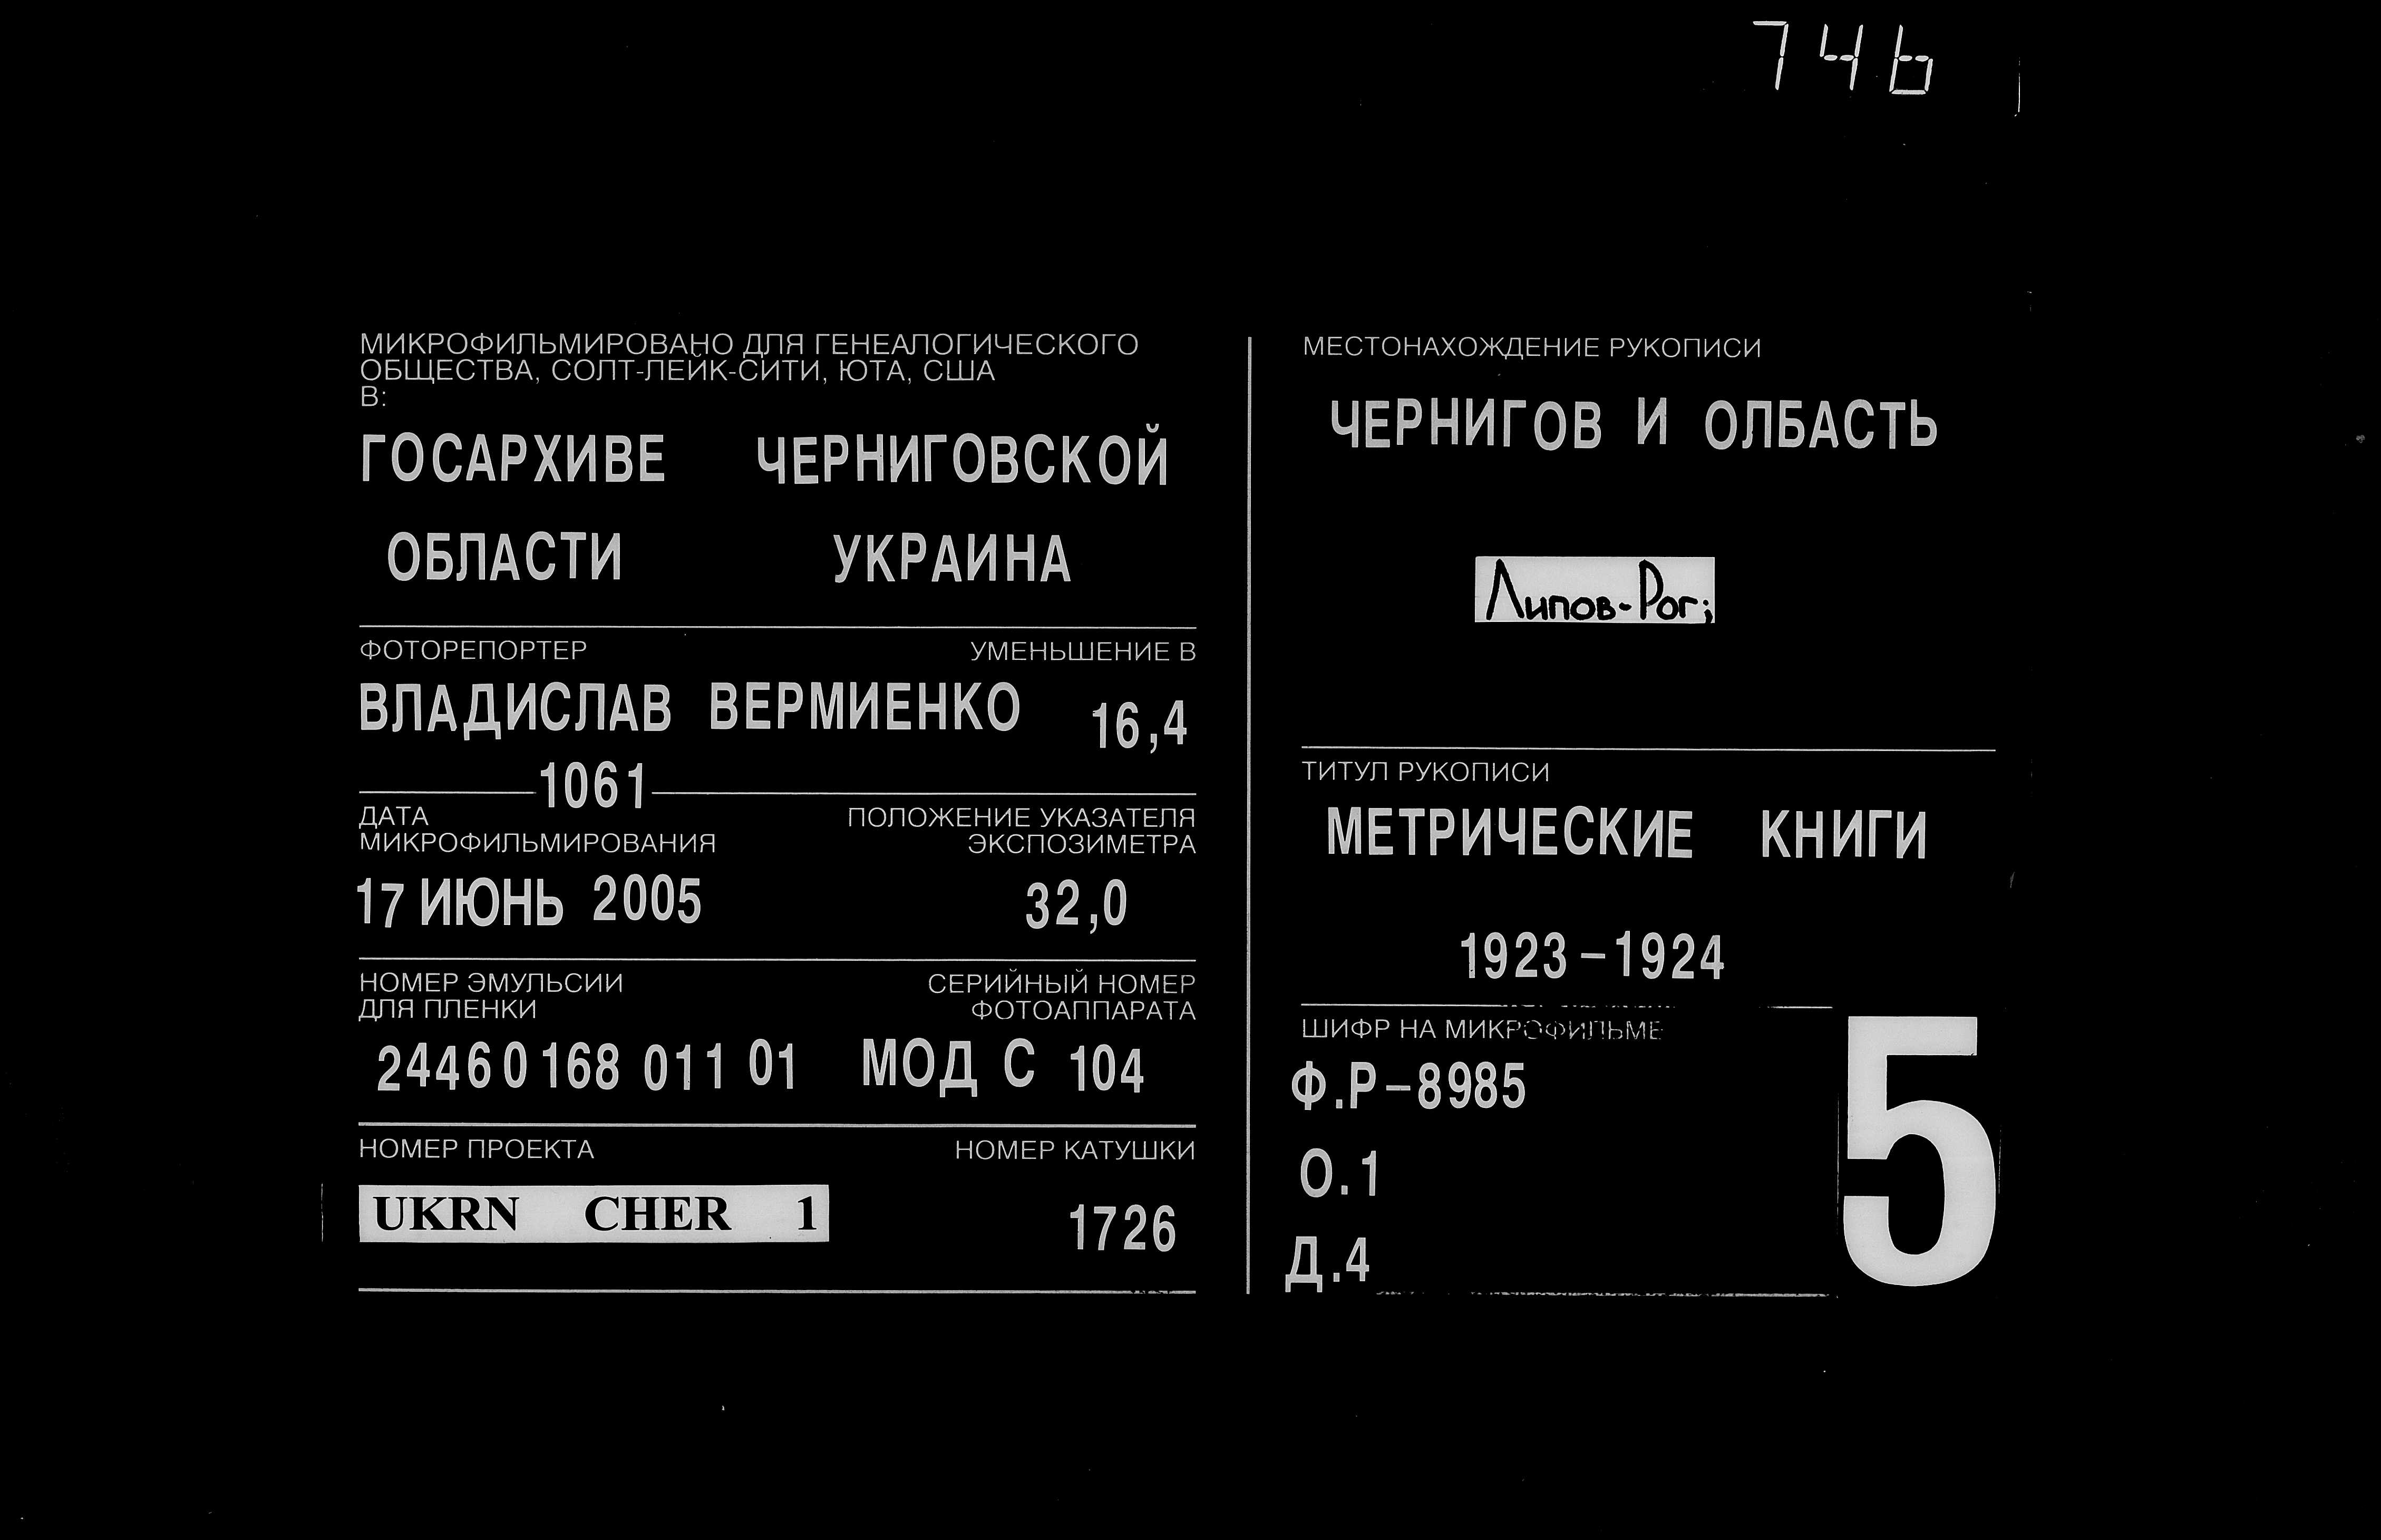 746
МИКРОФИЛЬМИРОВАНО ДЛЯ ГЕНЕАЛОГИЧЕСКОГО
ОБЩЕСТВА, СОЛТ-ЛЕЙК-СИТИ, ЮТА, США
В:
ГОСАРХИВЕ ЧЕРНИГОВСКОЙ
ОБЛАСТИ УКРАИНА
ФОТОРЕПОРТЕР УМЕНЬШЕНИЕ В
ВЛАДИСЛАВ ВЕРМИЕНКО 16,4
1061
ДАТА
МИКРОФИЛЬМИРОВАНИЯ
ПОЛОЖЕНИЕ УКАЗАТЕЛЯ
ЭКСПОЗИМЕТРА
17 ИЮНЬ 2005 32,0
НОМЕР ЭМУЛЬСИИ
ДЛЯ ПЛЕНКИ
СЕРИЙНЫЙ НОМЕР
ФОТОАППАРАТА
24460168 011 01 МОД С 104
НОМЕР ПРОЕКТА НОМЕР КАТУШКИ
UKRN CHER 1 1726
МЕСТОНАХОЖДЕНИЕ РУКОПИСИ
ЧЕРНИГОВ И ОЛБАСТЬ
Липов-Рог;
ТИТУЛ РУКОПИСИ
МЕТРИЧЕСКИЕ КНИГИ
1923-1924
ШИФР НА МИКРОФИЛЬМЕ
Ф.Р-8985
О.1
Д.4
5